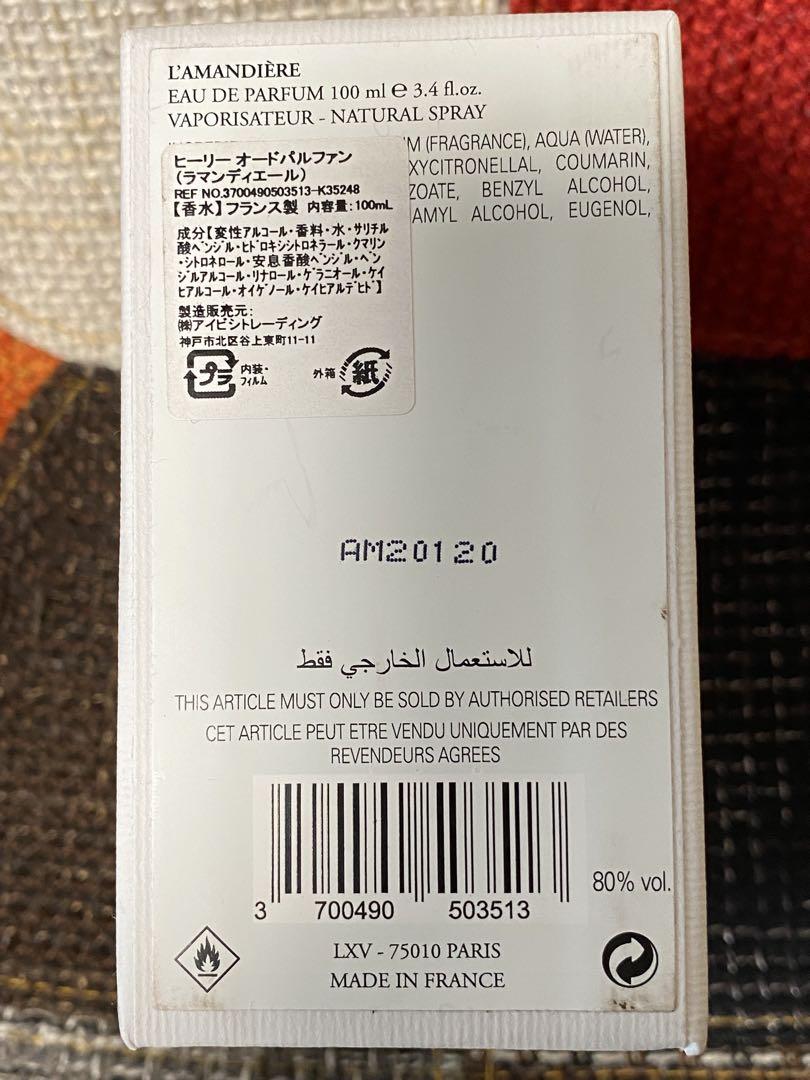 L'AMANDIÈRE
EAU DE PARFUM 100 ml ℮ 3.4 fl.oz.
VAPORISATEUR - NATURAL SPRAY
(FRAGRANCE), AQUA (WATER),
COUMARIN,
BENZYL ALCOHOL,
AMYL ALCOHOL, EUGENOL,
ヒーリー オードパルファン
(ラマンディエール)
REF NO.3700490503513-K35248
【香水】フランス製 内容量:100mL
成分【変性アルコール・香料・水・サリチル
酸ベンジル・ヒドロキシシトロネラール・クマリン
・シトロネロール・安息香酸ベンジル・ベン
ジルアルコール・リナロール・ゲラニオール・ケイ
ヒアルコール・オイゲノール・ケイヒアルデヒド】
製造販売元:
㈱アイビシトレーディング
神戸市北区谷上東町11-11
プラ 内装・フィルム 外箱 紙
AM20120
للاستعمال الخارجي فقط
THIS ARTICLE MUST ONLY BE SOLD BY AUTHORISED RETAILERS
CET ARTICLE PEUT ETRE VENDU UNIQUEMENT PAR DES
REVENDEURS AGREES
80% vol.
3 700490 503513
LXV - 75010 PARIS
MADE IN FRANCE